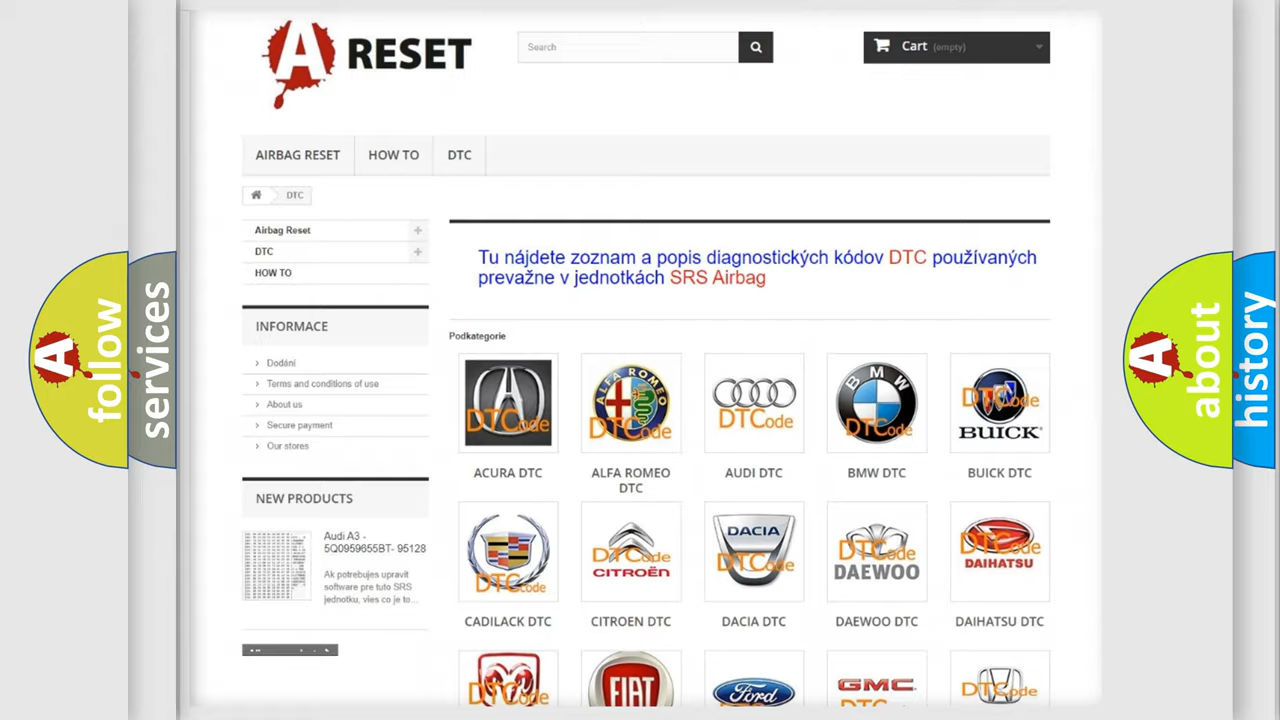 A RESET
Search
Cart (empty)
AIRBAG RESET
HOW TO
DTC
DTC
Airbag Reset
DTC
HOW TO
INFORMACE
Dodání
Terms and conditions of use
About us
Secure payment
Our stores
NEW PRODUCTS
Audi A3 -
5Q0959655BT- 95128
Ak potrebujes upravit
software pre tuto SRS
jednotku, vies co je to...
Tu nájdete zoznam a popis diagnostických kódov DTC používaných
prevažne v jednotkách SRS Airbag
Podkategorie
DTCode
ALFA ROMEO
DTCode
DTCode
BMW
DTCode
DTCode
BUICK
ACURA DTC
ALFA ROMEO
DTC
AUDI DTC
BMW DTC
BUICK DTC
DTCode
DTCode
CITROËN
DACIA
DTCode
DTCode
DAEWOO
DTCode
DAIHATSU
CADILACK DTC
CITROEN DTC
DACIA DTC
DAEWOO DTC
DAIHATSU DTC
DTCode
FIAT
Ford
GMC
DTCode
A
follow
services
A
about
history